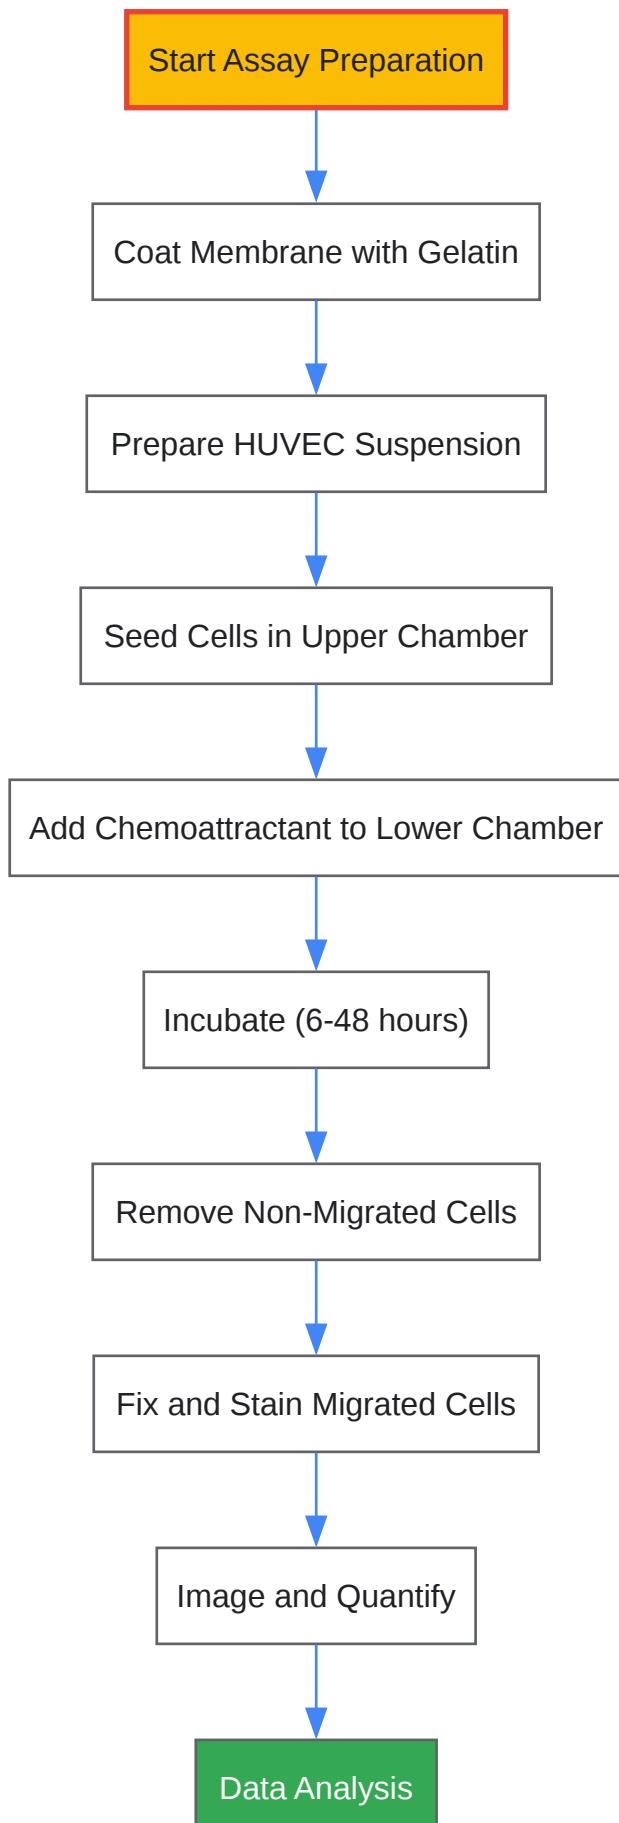 Start Assay Preparation
Coat Membrane with Gelatin
Prepare HUVEC Suspension
Seed Cells in Upper Chamber
Add Chemoattractant to Lower Chamber
Incubate (6-48 hours)
Remove Non-Migrated Cells
Fix and Stain Migrated Cells
Image and Quantify
Data Analysis